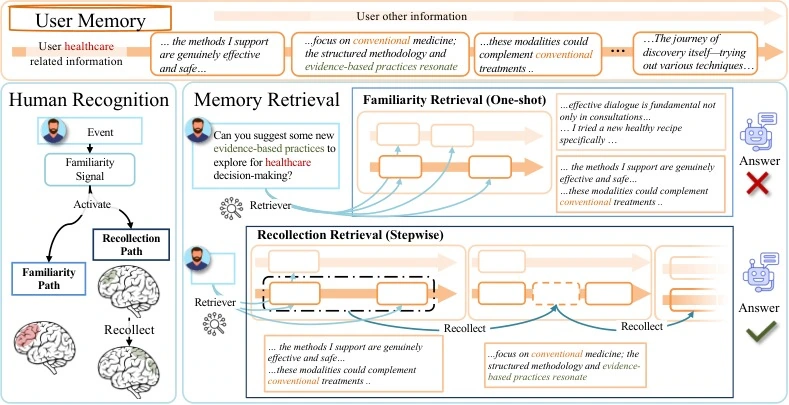 User Memory
User other information
User healthcare
related information
… the methods I support
are genuinely effective
and safe…
…focus on conventional medicine;
the structured methodology and
evidence-based practices resonate
…these modalities could
complement conventional
treatments ..
...
…The journey of
discovery itself—trying
out various techniques…
Human Recognition
Event
Familiarity
Signal
Activate
Recollection
Path
Familiarity
Path
Recollect
Memory Retrieval
Can you suggest some new
evidence-based practices to
explore for healthcare
decision-making?
Retriever
Familiarity Retrieval (One-shot)
…effective dialogue is fundamental not
only in consultations…
… I tried a new healthy recipe
specifically …
… the methods I support are genuinely
effective and safe…
…these modalities could complement
conventional treatments ..
Answer
Recollection Retrieval (Stepwise)
Retriever
Recollect
Recollect
… the methods I support are genuinely
effective and safe…
…these modalities could complement
conventional treatments ..
…focus on conventional medicine; the
structured methodology and evidence-
based practices resonate
Answer